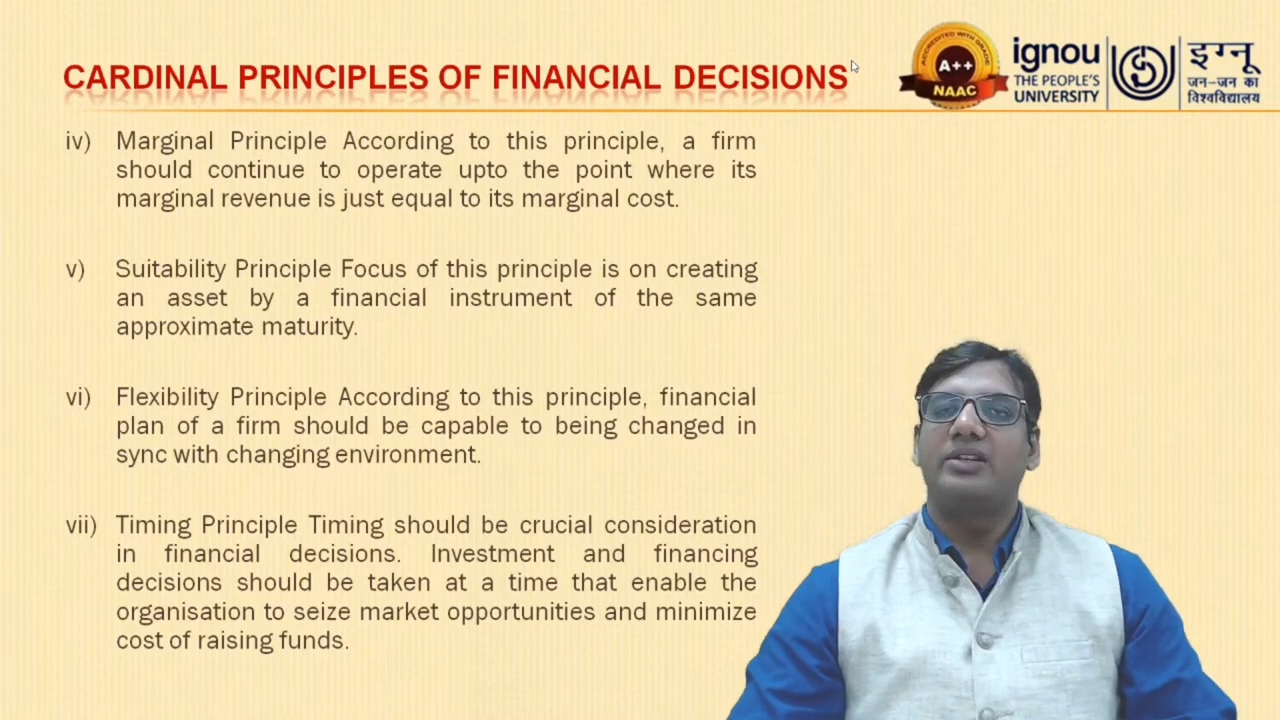 CARDINAL PRINCIPLES OF FINANCIAL DECISIONS
ACCREDITED WITH GRADE
A++
NAAC
ignou
THE PEOPLE'S
UNIVERSITY
इग्नू
जन-जन का
विश्वविद्यालय
iv) Marginal Principle According to this principle, a firm
should continue to operate upto the point where its
marginal revenue is just equal to its marginal cost.
v) Suitability Principle Focus of this principle is on creating
an asset by a financial instrument of the same
approximate maturity.
vi) Flexibility Principle According to this principle, financial
plan of a firm should be capable to being changed in
sync with changing environment.
vii) Timing Principle Timing should be crucial consideration
in financial decisions. Investment and financing
decisions should be taken at a time that enable the
organisation to seize market opportunities and minimize
cost of raising funds.